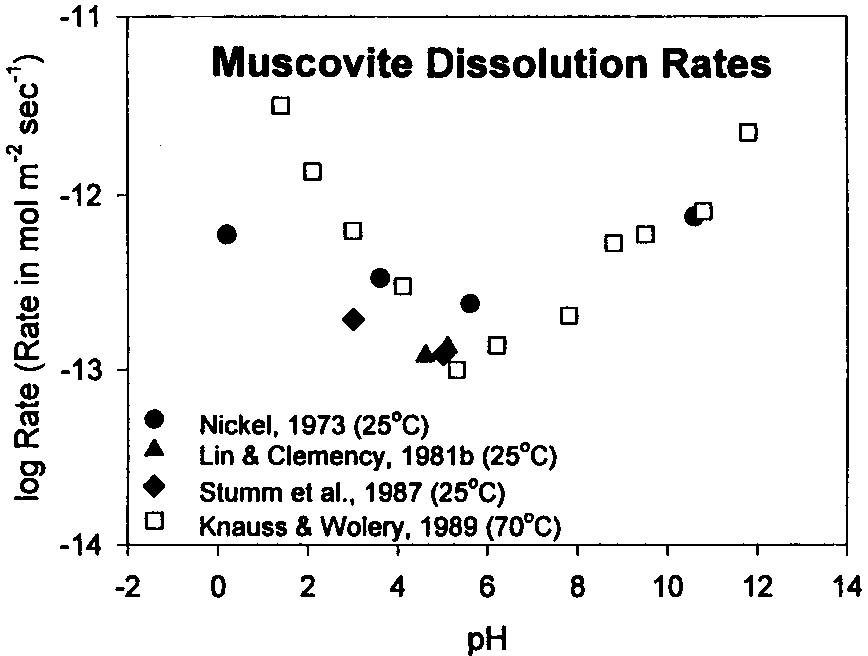 Muscovite Dissolution Rates
log Rate (Rate in mol m⁻² sec⁻¹)
-11
-12
-13
-14
Nickel, 1973 (25°C)
Lin & Clemency, 1981b (25°C)
Stumm et al., 1987 (25°C)
Knauss & Wolery, 1989 (70°C)
-2 0 2 4 6 8 10 12 14
pH